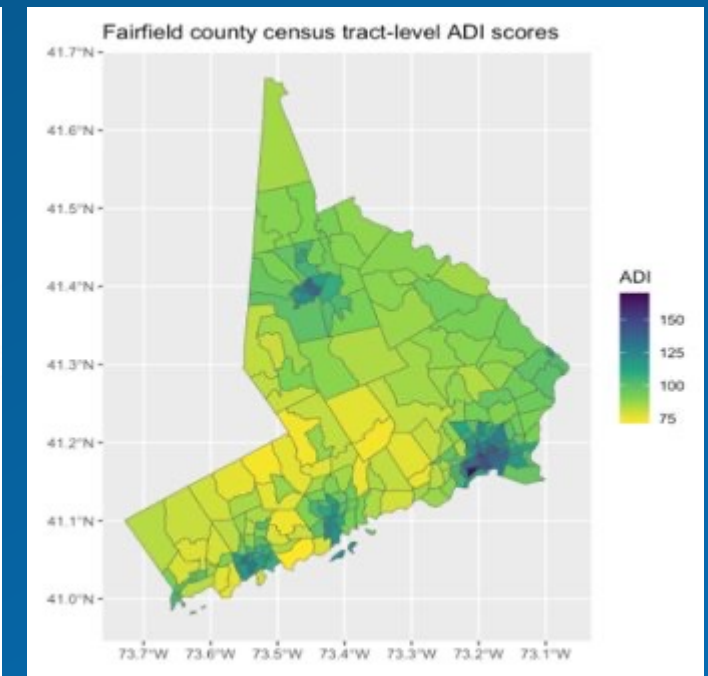 Fairfield county census tract-level ADI scores
41.7°N
41.6°N
41.5°N
41.4°N
41.3°N
41.2°N
41.1°N
41.0°N
73.7°W 73.6°W 73.5°W 73.4°W 73.3°W 73.2°W 73.1°W
ADI
150
125
100
75